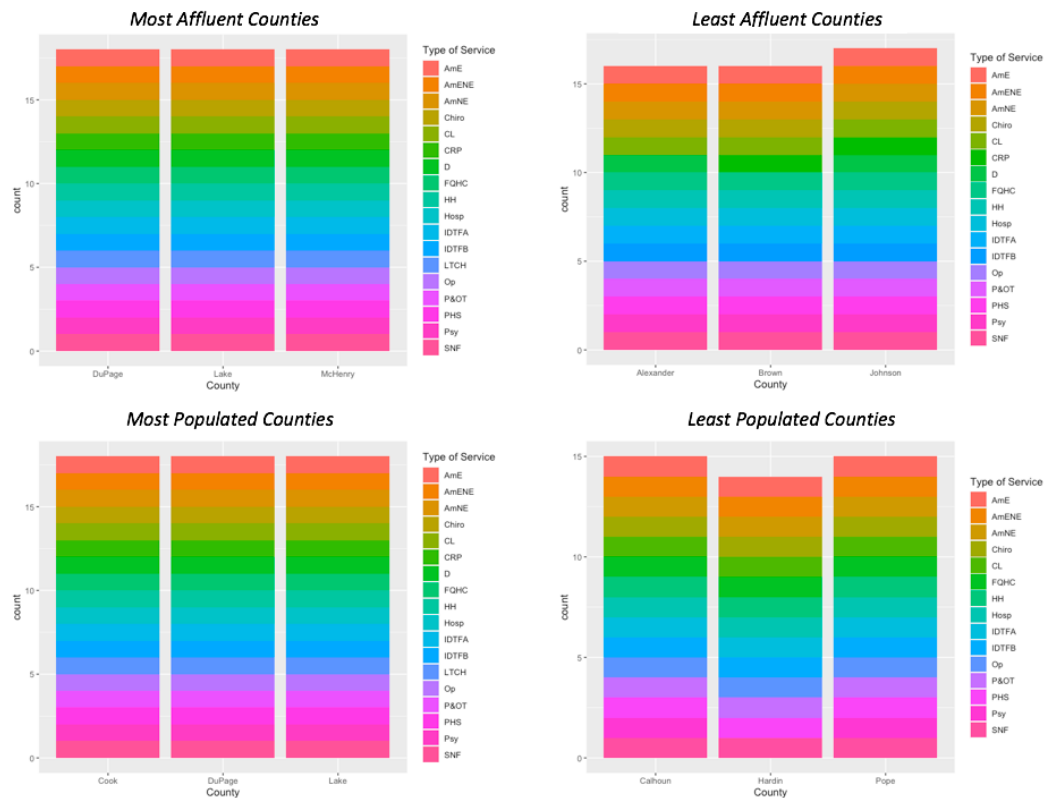 Most Affluent Counties
Type of Service
AmE
AmENE
AmNE
Chiro
CL
CRP
D
FQHC
HH
Hosp
IDTFA
IDTFB
LTCH
Op
P&OT
PHS
Psy
SNF
count
15
10
5
0
DuPage Lake McHenry
County
Least Affluent Counties
Type of Service
AmE
AmENE
AmNE
Chiro
CL
CRP
D
FQHC
HH
Hosp
IDTFA
IDTFB
Op
P&OT
PHS
Psy
SNF
count
15
10
5
0
Alexander Brown Johnson
County
Most Populated Counties
Type of Service
AmE
AmENE
AmNE
Chiro
CL
CRP
D
FQHC
HH
Hosp
IDTFA
IDTFB
LTCH
Op
P&OT
PHS
Psy
SNF
count
15
10
5
0
Cook DuPage Lake
County
Least Populated Counties
Type of Service
AmE
AmENE
AmNE
Chiro
CL
FQHC
HH
Hosp
IDTFA
IDTFB
Op
P&OT
PHS
Psy
SNF
count
15
10
5
0
Calhoun Hardin Pope
County